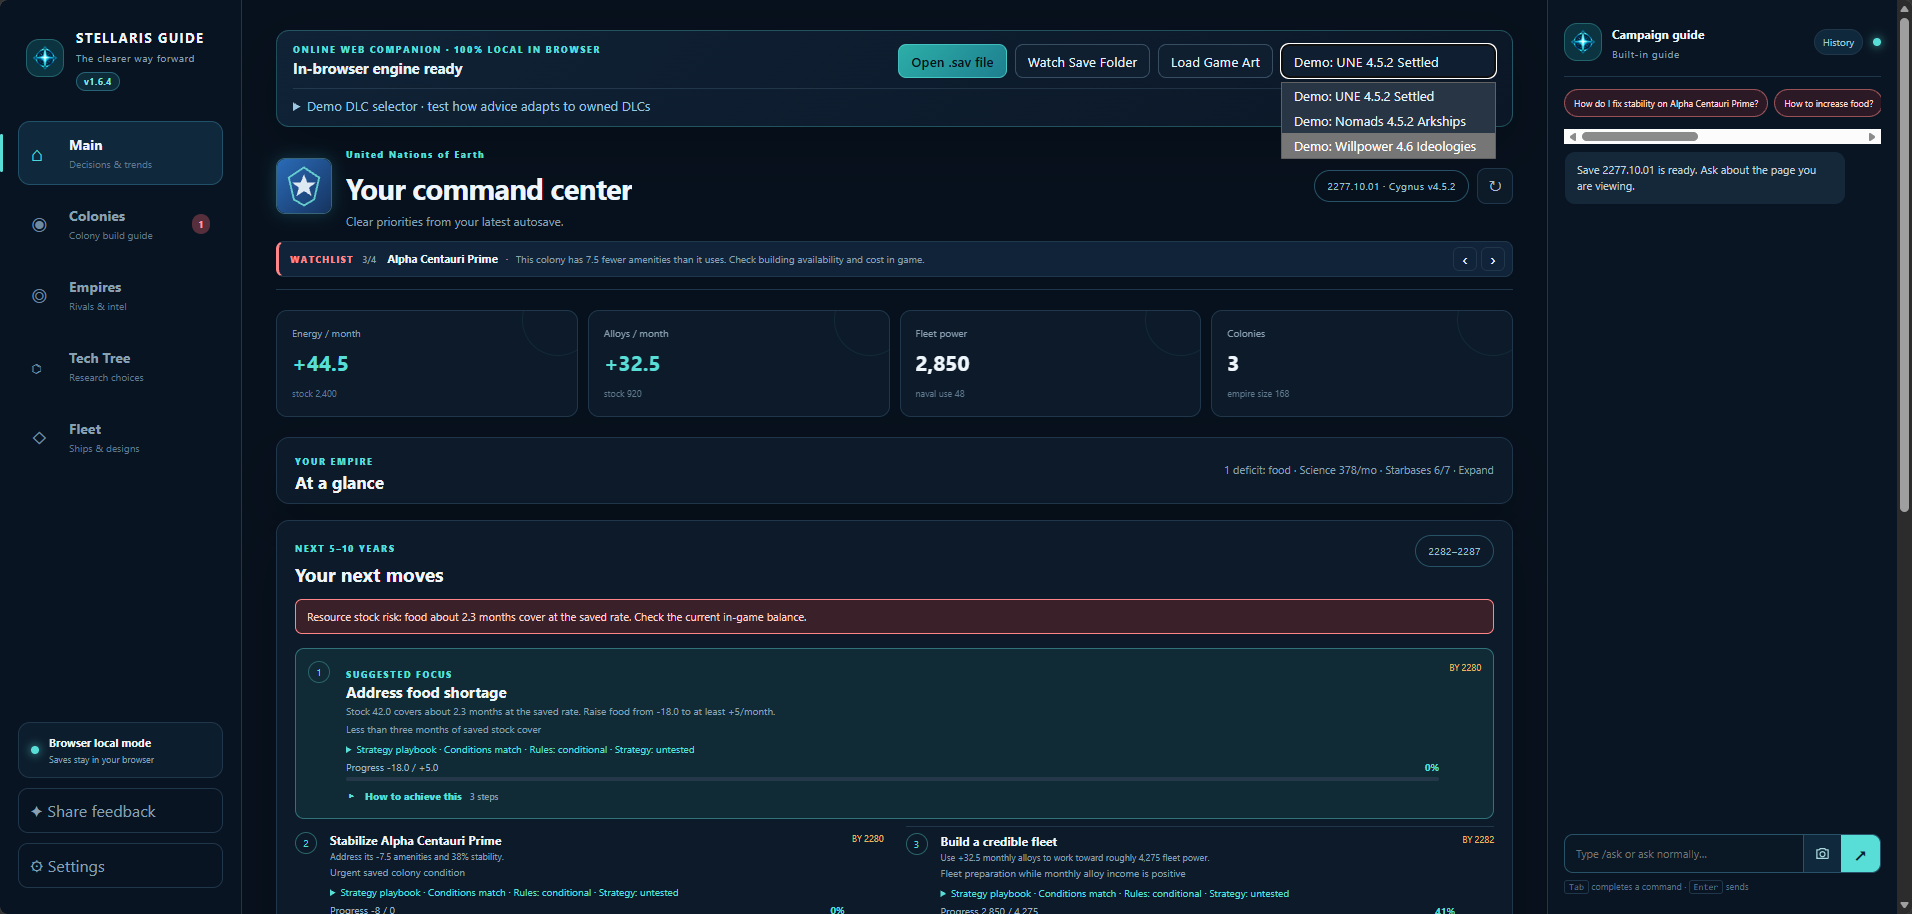 STELLARIS GUIDE
The clearer way forward
v1.6.4
Main
Decisions & trends
Colonies
Colony build guide
1
Empires
Rivals & intel
Tech Tree
Research choices
Fleet
Ships & designs
Browser local mode
Saves stay in your browser
Share feedback
Settings
ONLINE WEB COMPANION · 100% LOCAL IN BROWSER
In-browser engine ready
Open .sav file
Watch Save Folder
Load Game Art
Demo: UNE 4.5.2 Settled
Demo: UNE 4.5.2 Settled
Demo: Nomads 4.5.2 Arkships
Demo: Willpower 4.6 Ideologies
Demo DLC selector · test how advice adapts to owned DLCs
United Nations of Earth
Your command center
Clear priorities from your latest autosave.
2277.10.01 · Cygnus v4.5.2
WATCHLIST 3/4 Alpha Centauri Prime · This colony has 7.5 fewer amenities than it uses. Check building availability and cost in game.
Energy / month
+44.5
stock 2,400
Alloys / month
+32.5
stock 920
Fleet power
2,850
naval use 48
Colonies
3
empire size 168
YOUR EMPIRE
At a glance
1 deficit: food · Science 378/mo · Starbases 6/7 · Expand
NEXT 5–10 YEARS
Your next moves
2282–2287
Resource stock risk: food about 2.3 months cover at the saved rate. Check the current in-game balance.
1
SUGGESTED FOCUS
BY 2280
Address food shortage
Stock 42.0 covers about 2.3 months at the saved rate. Raise food from -18.0 to at least +5/month.
Less than three months of saved stock cover
Strategy playbook · Conditions match · Rules: conditional · Strategy: untested
Progress -18.0 / +5.0
0%
How to achieve this 3 steps
2
Stabilize Alpha Centauri Prime
BY 2280
Address its -7.5 amenities and 38% stability.
Urgent saved colony condition
Strategy playbook · Conditions match · Rules: conditional · Strategy: untested
Progress -8 / 0
0%
3
Build a credible fleet
BY 2282
Use +32.5 monthly alloys to work toward roughly 4,275 fleet power.
Fleet preparation while monthly alloy income is positive
Strategy playbook · Conditions match · Rules: conditional · Strategy: untested
Progress 2,850 / 4,275
41%
Campaign guide
Built-in guide
History
How do I fix stability on Alpha Centauri Prime?
How to increase food?
Save 2277.10.01 is ready. Ask about the page you
are viewing.
Type /ask or ask normally...
Tab completes a command · Enter sends